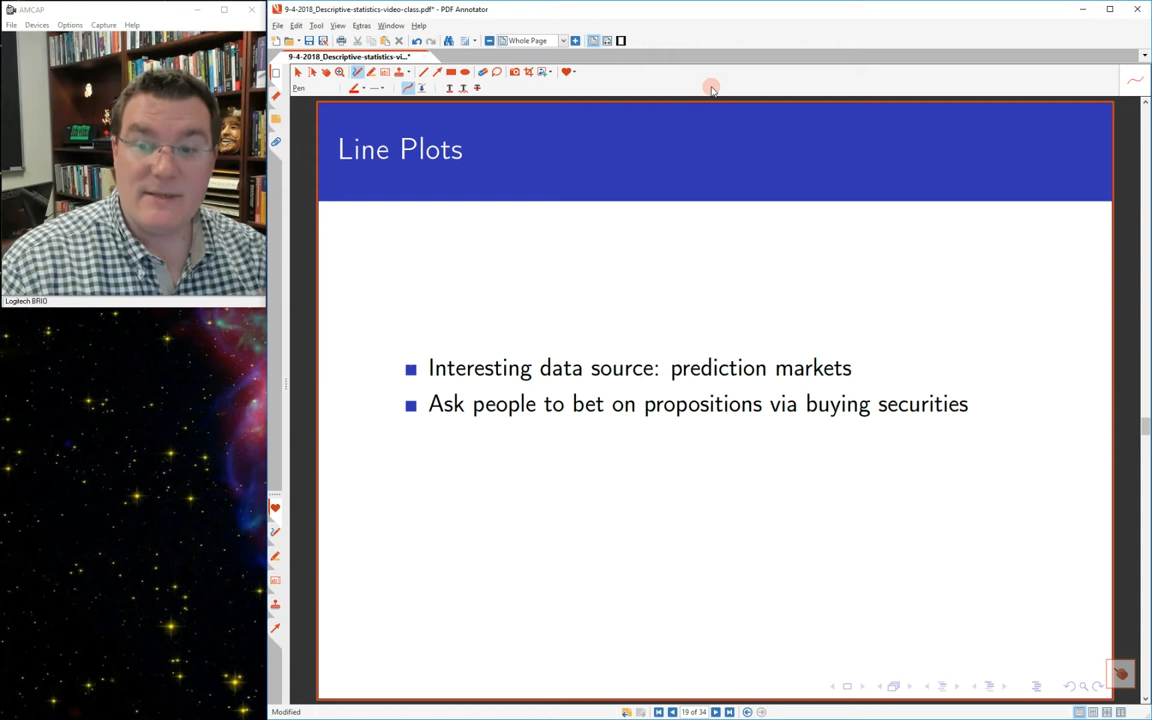 AMCAP
File Devices Options Capture Help
Logitech BRIO
9-4-2018_Descriptive-statistics-video-class.pdf* - PDF Annotator
File Edit Tool View Extras Window Help
Whole Page
9-4-2018_Descriptive-statistics-vi...*
Pen
Line Plots
Interesting data source: prediction markets
Ask people to bet on propositions via buying securities
Modified
19 of 34